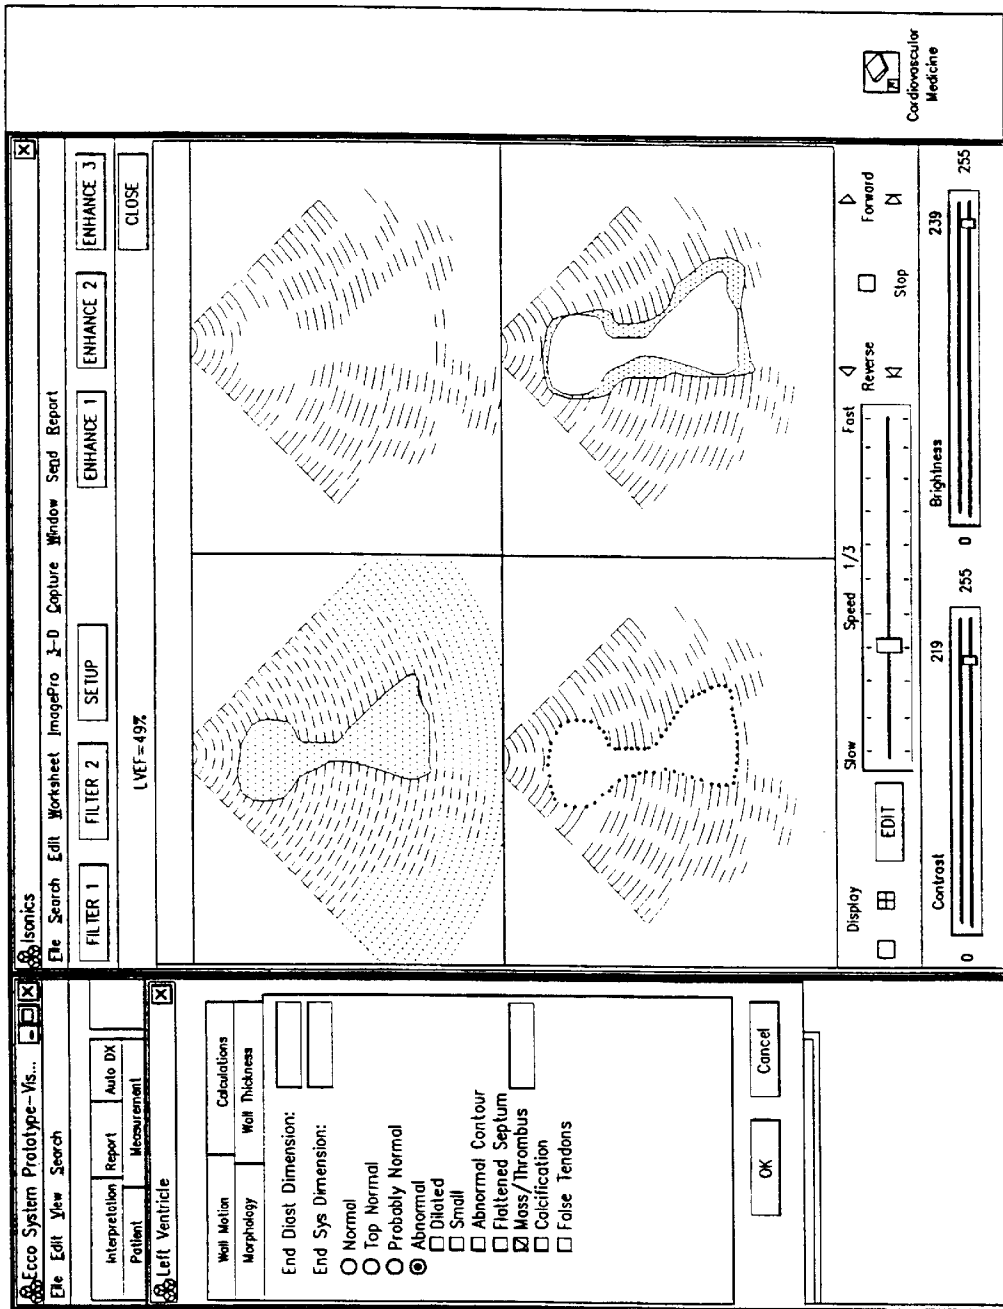 Ecco System Prototype-Vis...
File Edit View Search
Interpretation Report Auto DX
Patient Measurement
Left Ventricle
Wall Motion Calculations
Morphology Wall Thickness
End Diast Dimension:
End Sys Dimension:
Normal
Top Normal
Probably Normal
Abnormal
Dilated
Small
Abnormal Contour
Flattened Septum
Mass/Thrombus
Calcification
False Tendons
OK Cancel
Isonics
File Search Edit Worksheet ImagePro 3-D Capture Window Send Report
FILTER 1 FILTER 2 SETUP ENHANCE 1 ENHANCE 2 ENHANCE 3
LVEF=49% CLOSE
Display Slow Speed 1/3 Fast Reverse Stop Forward
EDIT
Contrast 219 Brightness 239
0 255 0 255
Cardiovascular
Medicine